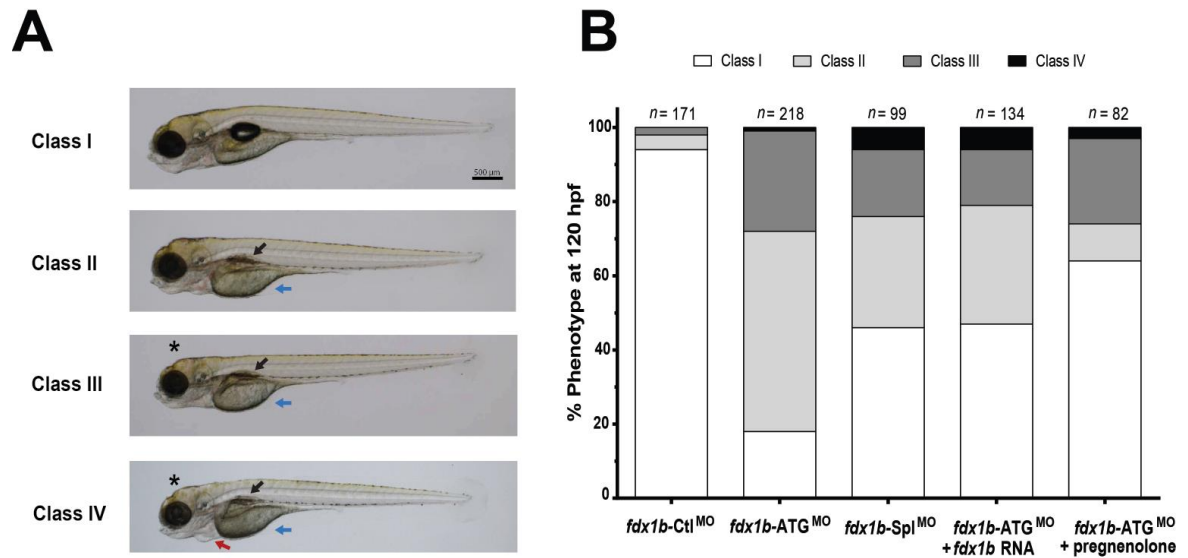 A
Class I
500 µm
Class II
*
Class III
*
Class IV
B
Class I Class II Class III Class IV
n = 171 n = 218 n = 99 n = 134 n = 82
% Phenotype at 120 hpf
100
80
60
40
20
0
fdx1b-Ctl MO fdx1b-ATG MO fdx1b-Spl MO fdx1b-ATG MO fdx1b-ATG MO
+ fdx1b RNA + pregnenolone